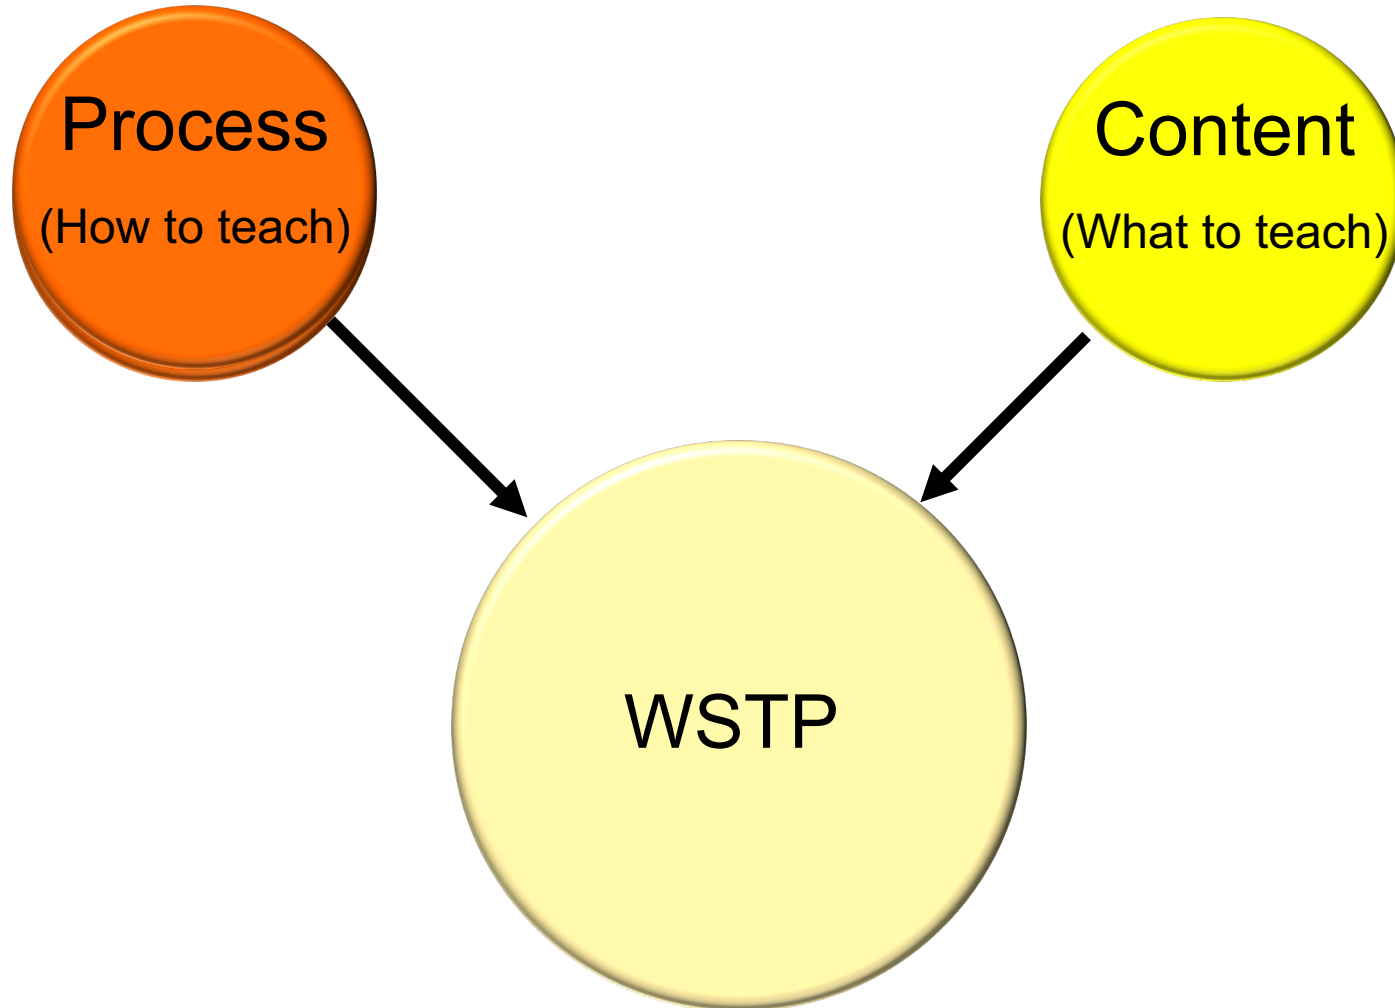 Process
(How to teach)
Content
(What to teach)
WSTP